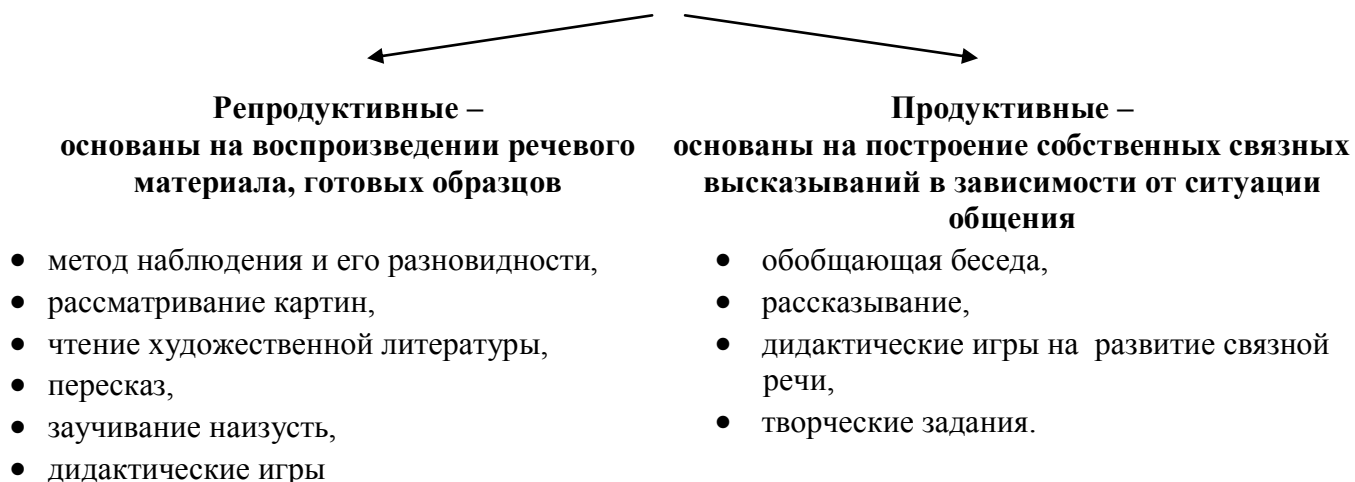 Репродуктивные –
основаны на воспроизведении речевого
материала, готовых образцов
• метод наблюдения и его разновидности,
• рассматривание картин,
• чтение художественной литературы,
• пересказ,
• заучивание наизусть,
• дидактические игры
Продуктивные –
основаны на построение собственных связных
высказываний в зависимости от ситуации
общения
• обобщающая беседа,
• рассказывание,
• дидактические игры на развитие связной
речи,
• творческие задания.